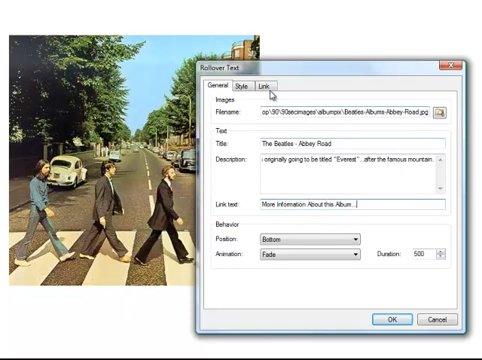 Rollover Text
General Style Link
Images
Filename: op\90\90secimages\albumpix\Beatles-Albums-Abbey-Road.jpg
Text
Title: The Beatles - Abbey Road
Description: originally going to be titled "Everest"...after the famous mountain.
Link text: More Information About this Album...
Behavior
Position: Bottom
Animation: Fade Duration: 500
OK Cancel